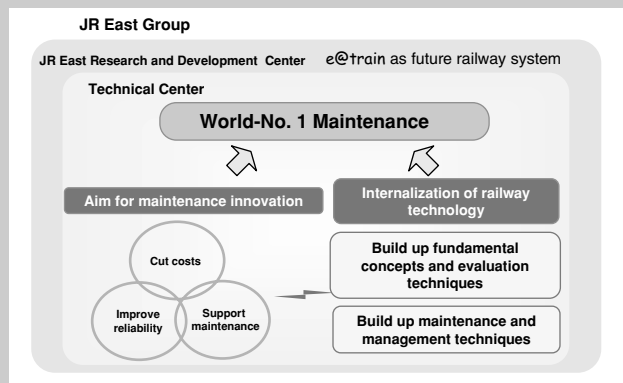 JR East Group
JR East Research and Development Center e@train as future railway system
Technical Center
World-No. 1 Maintenance
Aim for maintenance innovation
Internalization of railway
technology
Cut costs
Improve
reliability
Support
maintenance
Build up fundamental
concepts and evaluation
techniques
Build up maintenance and
management techniques